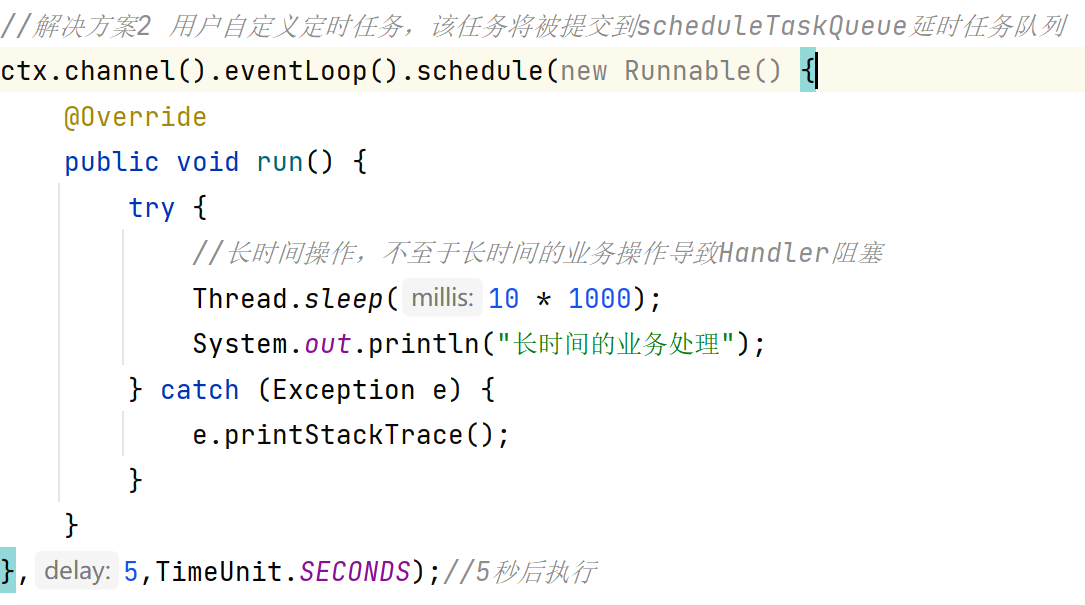 //解决方案2 用户自定义定时任务，该任务将被提交到scheduleTaskQueue延时任务队列
ctx.channel().eventLoop().schedule(new Runnable() {
@Override
public void run() {
try {
//长时间操作，不至于长时间的业务操作导致Handler阻塞
Thread.sleep( millis: 10 * 1000);
System.out.println("长时间的业务处理");
} catch (Exception e) {
e.printStackTrace();
}
}
}, delay: 5,TimeUnit.SECONDS);//5秒后执行